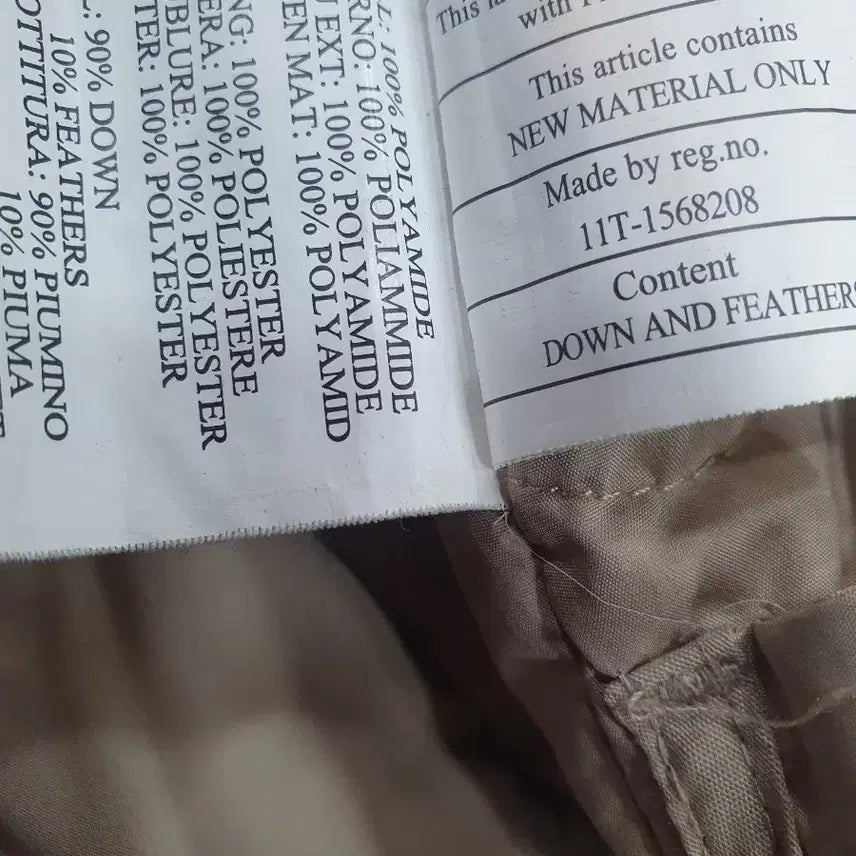 L: 100% POLYAMIDE
RNO: 100% POLIAMMIDE
EXT: 100% POLYAMIDE
EN MAT: 100% POLYAMID
NG: 100% POLYESTER
ERA: 100% POLIESTERE
BLURE: 100% POLYESTER
TER: 100% POLYESTER
L: 90% DOWN
10% FEATHERS
OTTITURA: 90% PIUMINO
10% PIUMA
This
with
This article contains
NEW MATERIAL ONLY
Made by reg.no.
11T-1568208
Content
DOWN AND FEATHERS